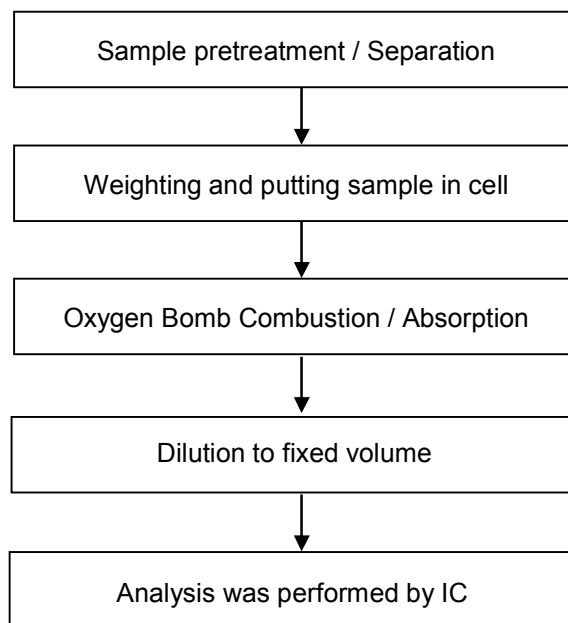 Sample pretreatment / Separation
Weighting and putting sample in cell
Oxygen Bomb Combustion / Absorption
Dilution to fixed volume
Analysis was performed by IC